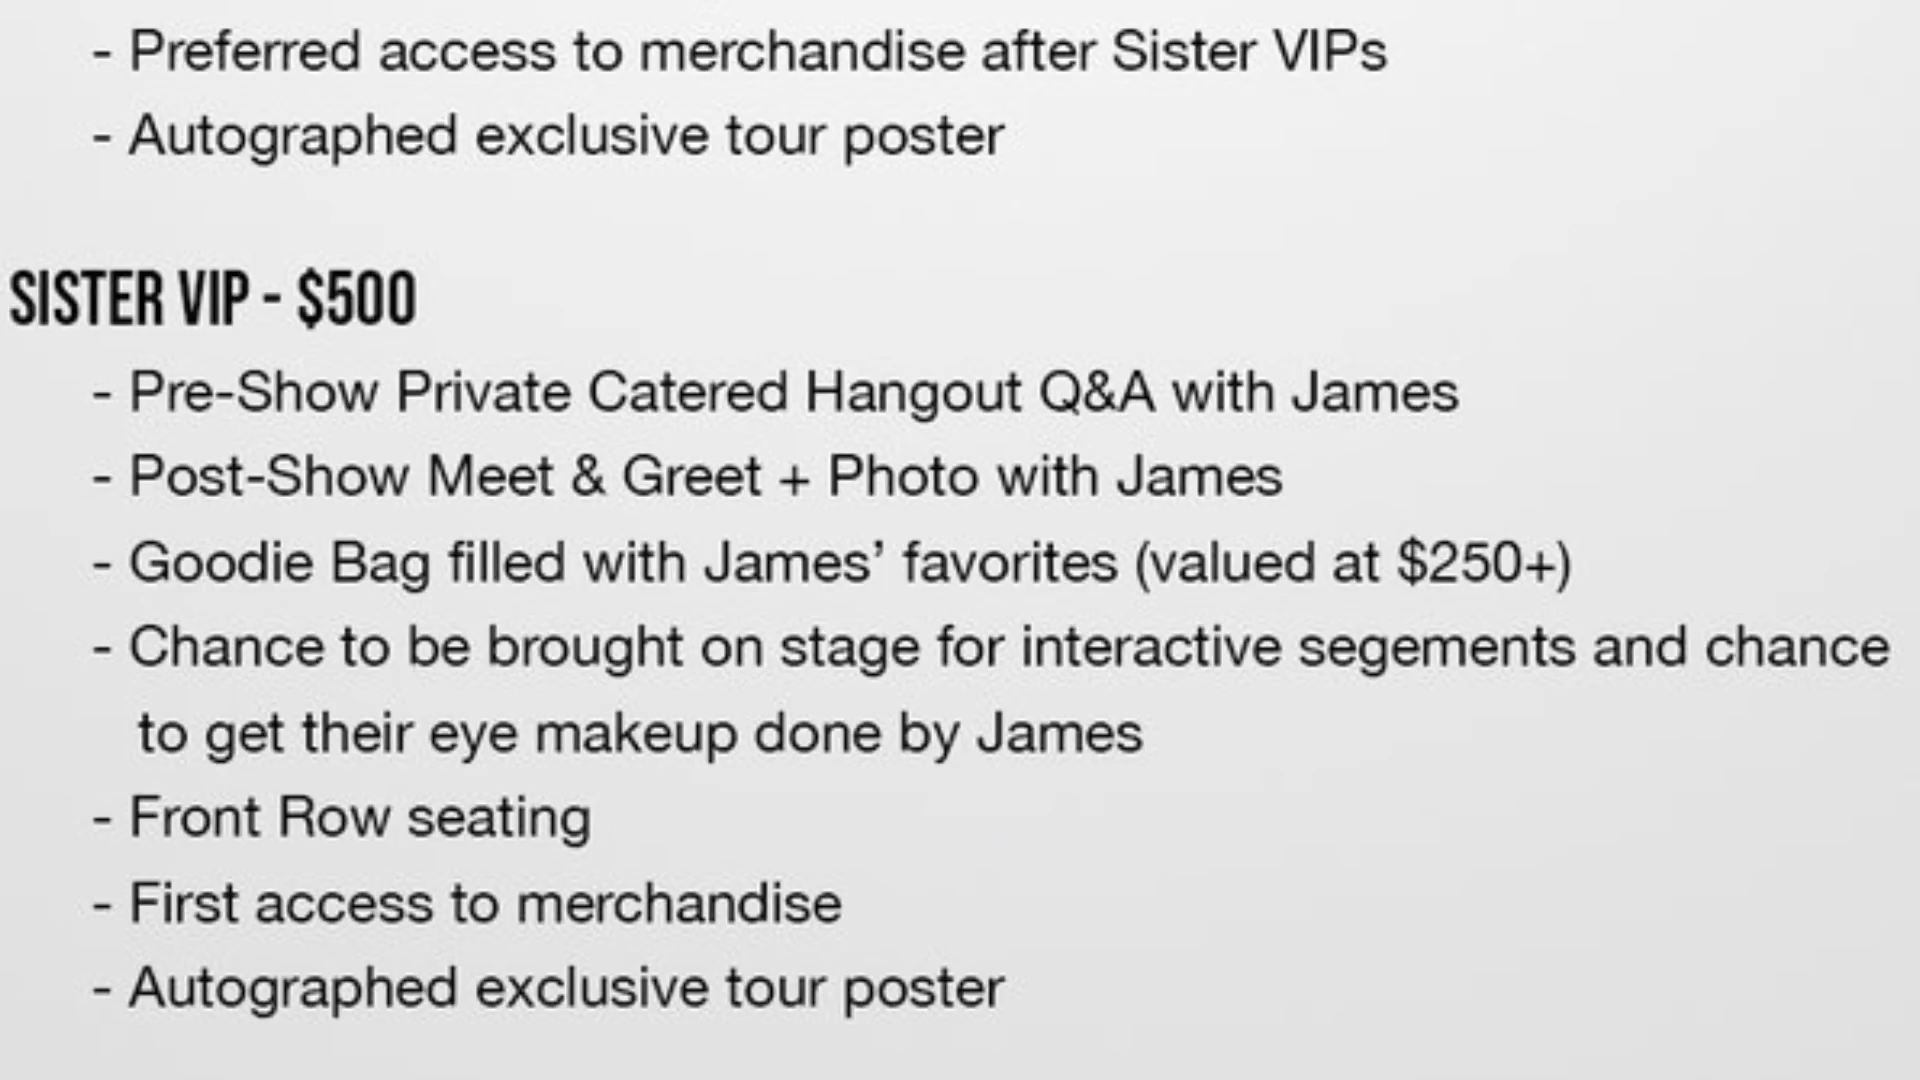 - Preferred access to merchandise after Sister VIPs
- Autographed exclusive tour poster
SISTER VIP - $500
- Pre-Show Private Catered Hangout Q&A with James
- Post-Show Meet & Greet + Photo with James
- Goodie Bag filled with James’ favorites (valued at $250+)
- Chance to be brought on stage for interactive segements and chance
to get their eye makeup done by James
- Front Row seating
- First access to merchandise
- Autographed exclusive tour poster